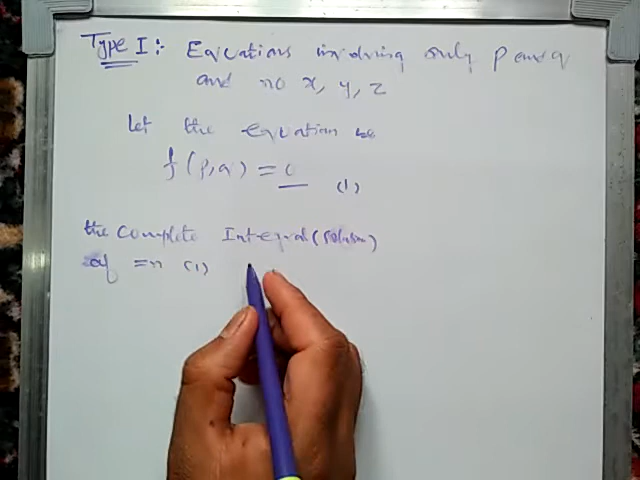 Type I:- Equations involving only p and q
and no x, y, z
Let the equation be
f(p,q) = 0 (1)
the complete Integral (Solution)
of =n (1)